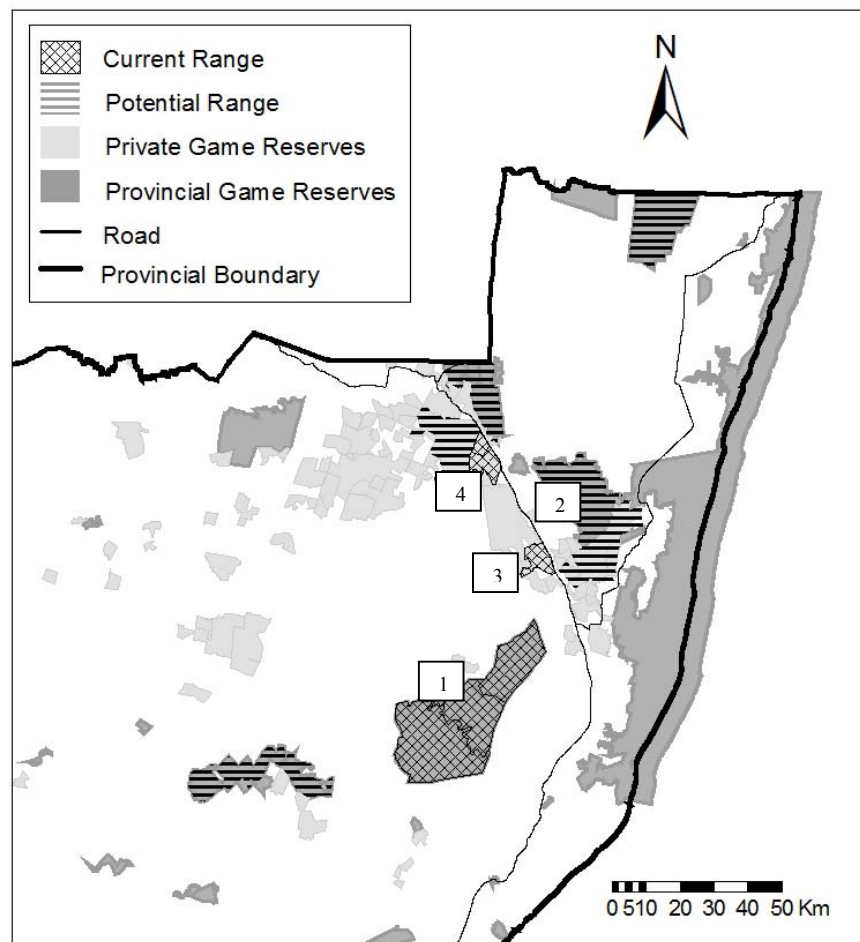 Current Range
Potential Range
Private Game Reserves
Provincial Game Reserves
Road
Provincial Boundary
N
4
2
3
1
0 5 10 20 30 40 50 Km